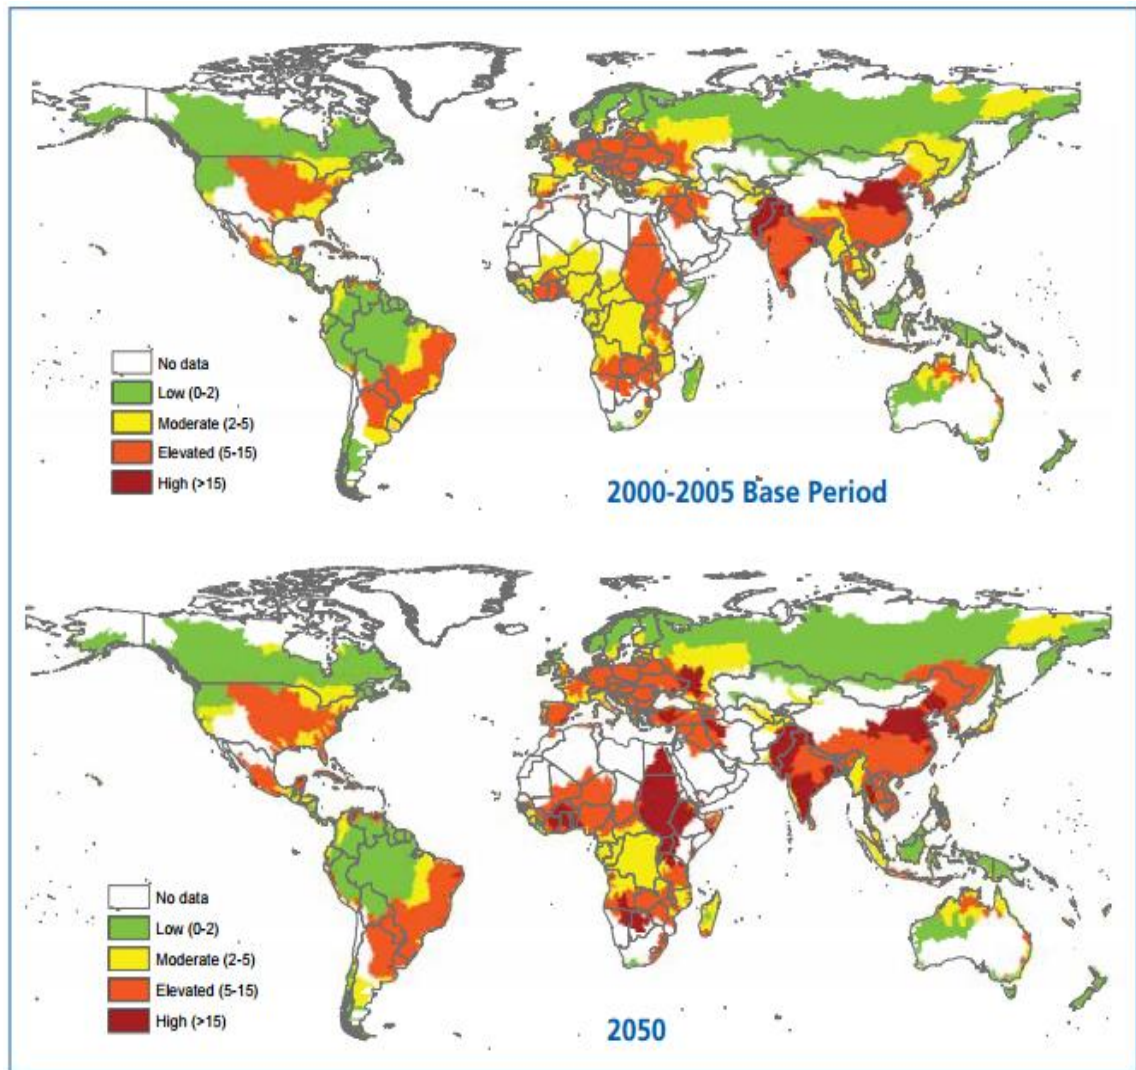 No data
Low (0-2)
Moderate (2-5)
Elevated (5-15)
High (>15)
2000-2005 Base Period
No data
Low (0-2)
Moderate (2-5)
Elevated (5-15)
High (>15)
2050